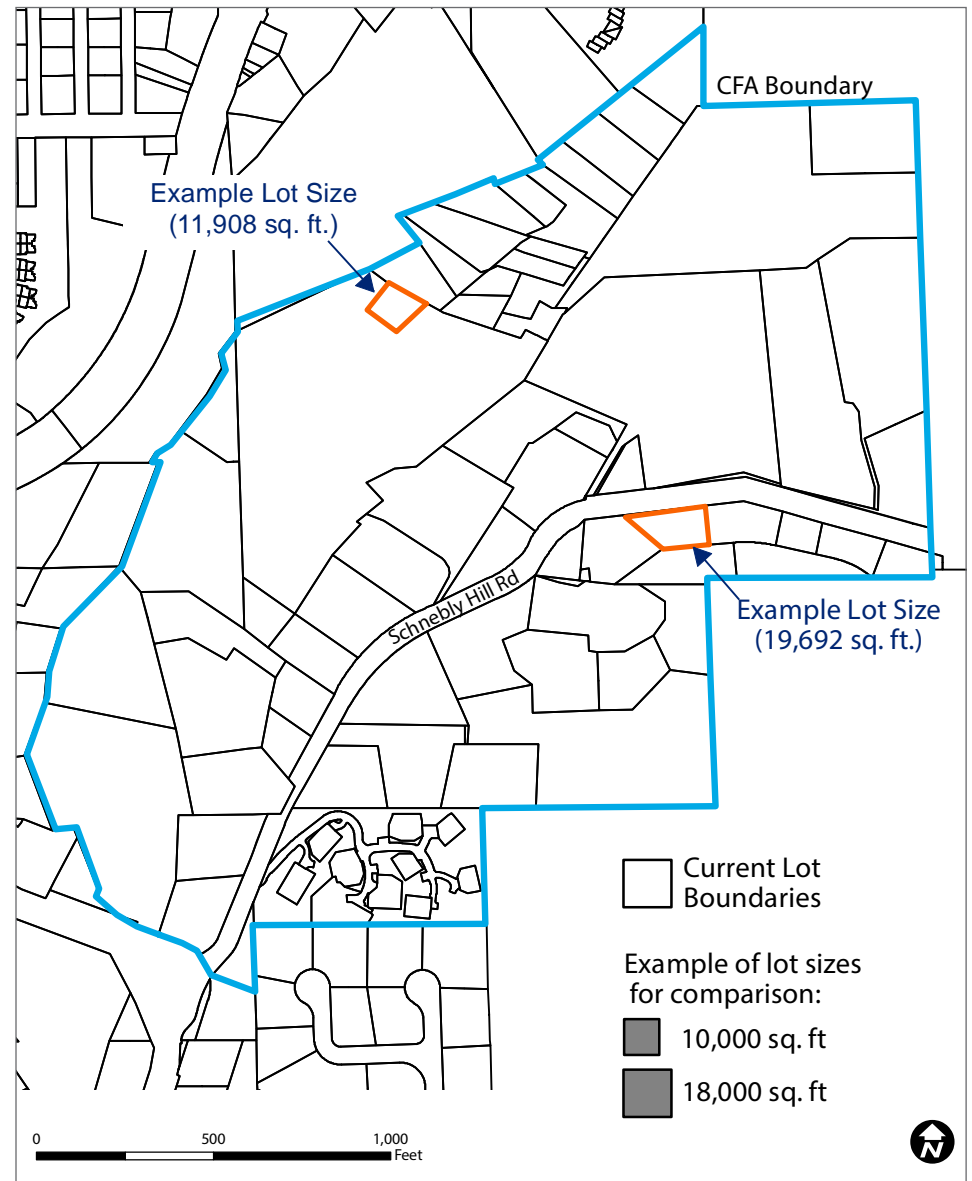 CFA Boundary
Example Lot Size
(11,908 sq. ft.)
Schnebly Hill Rd
Example Lot Size
(19,692 sq. ft.)
Current Lot
Boundaries
Example of lot sizes
for comparison:
10,000 sq. ft
18,000 sq. ft
0 500 1,000
Feet
N